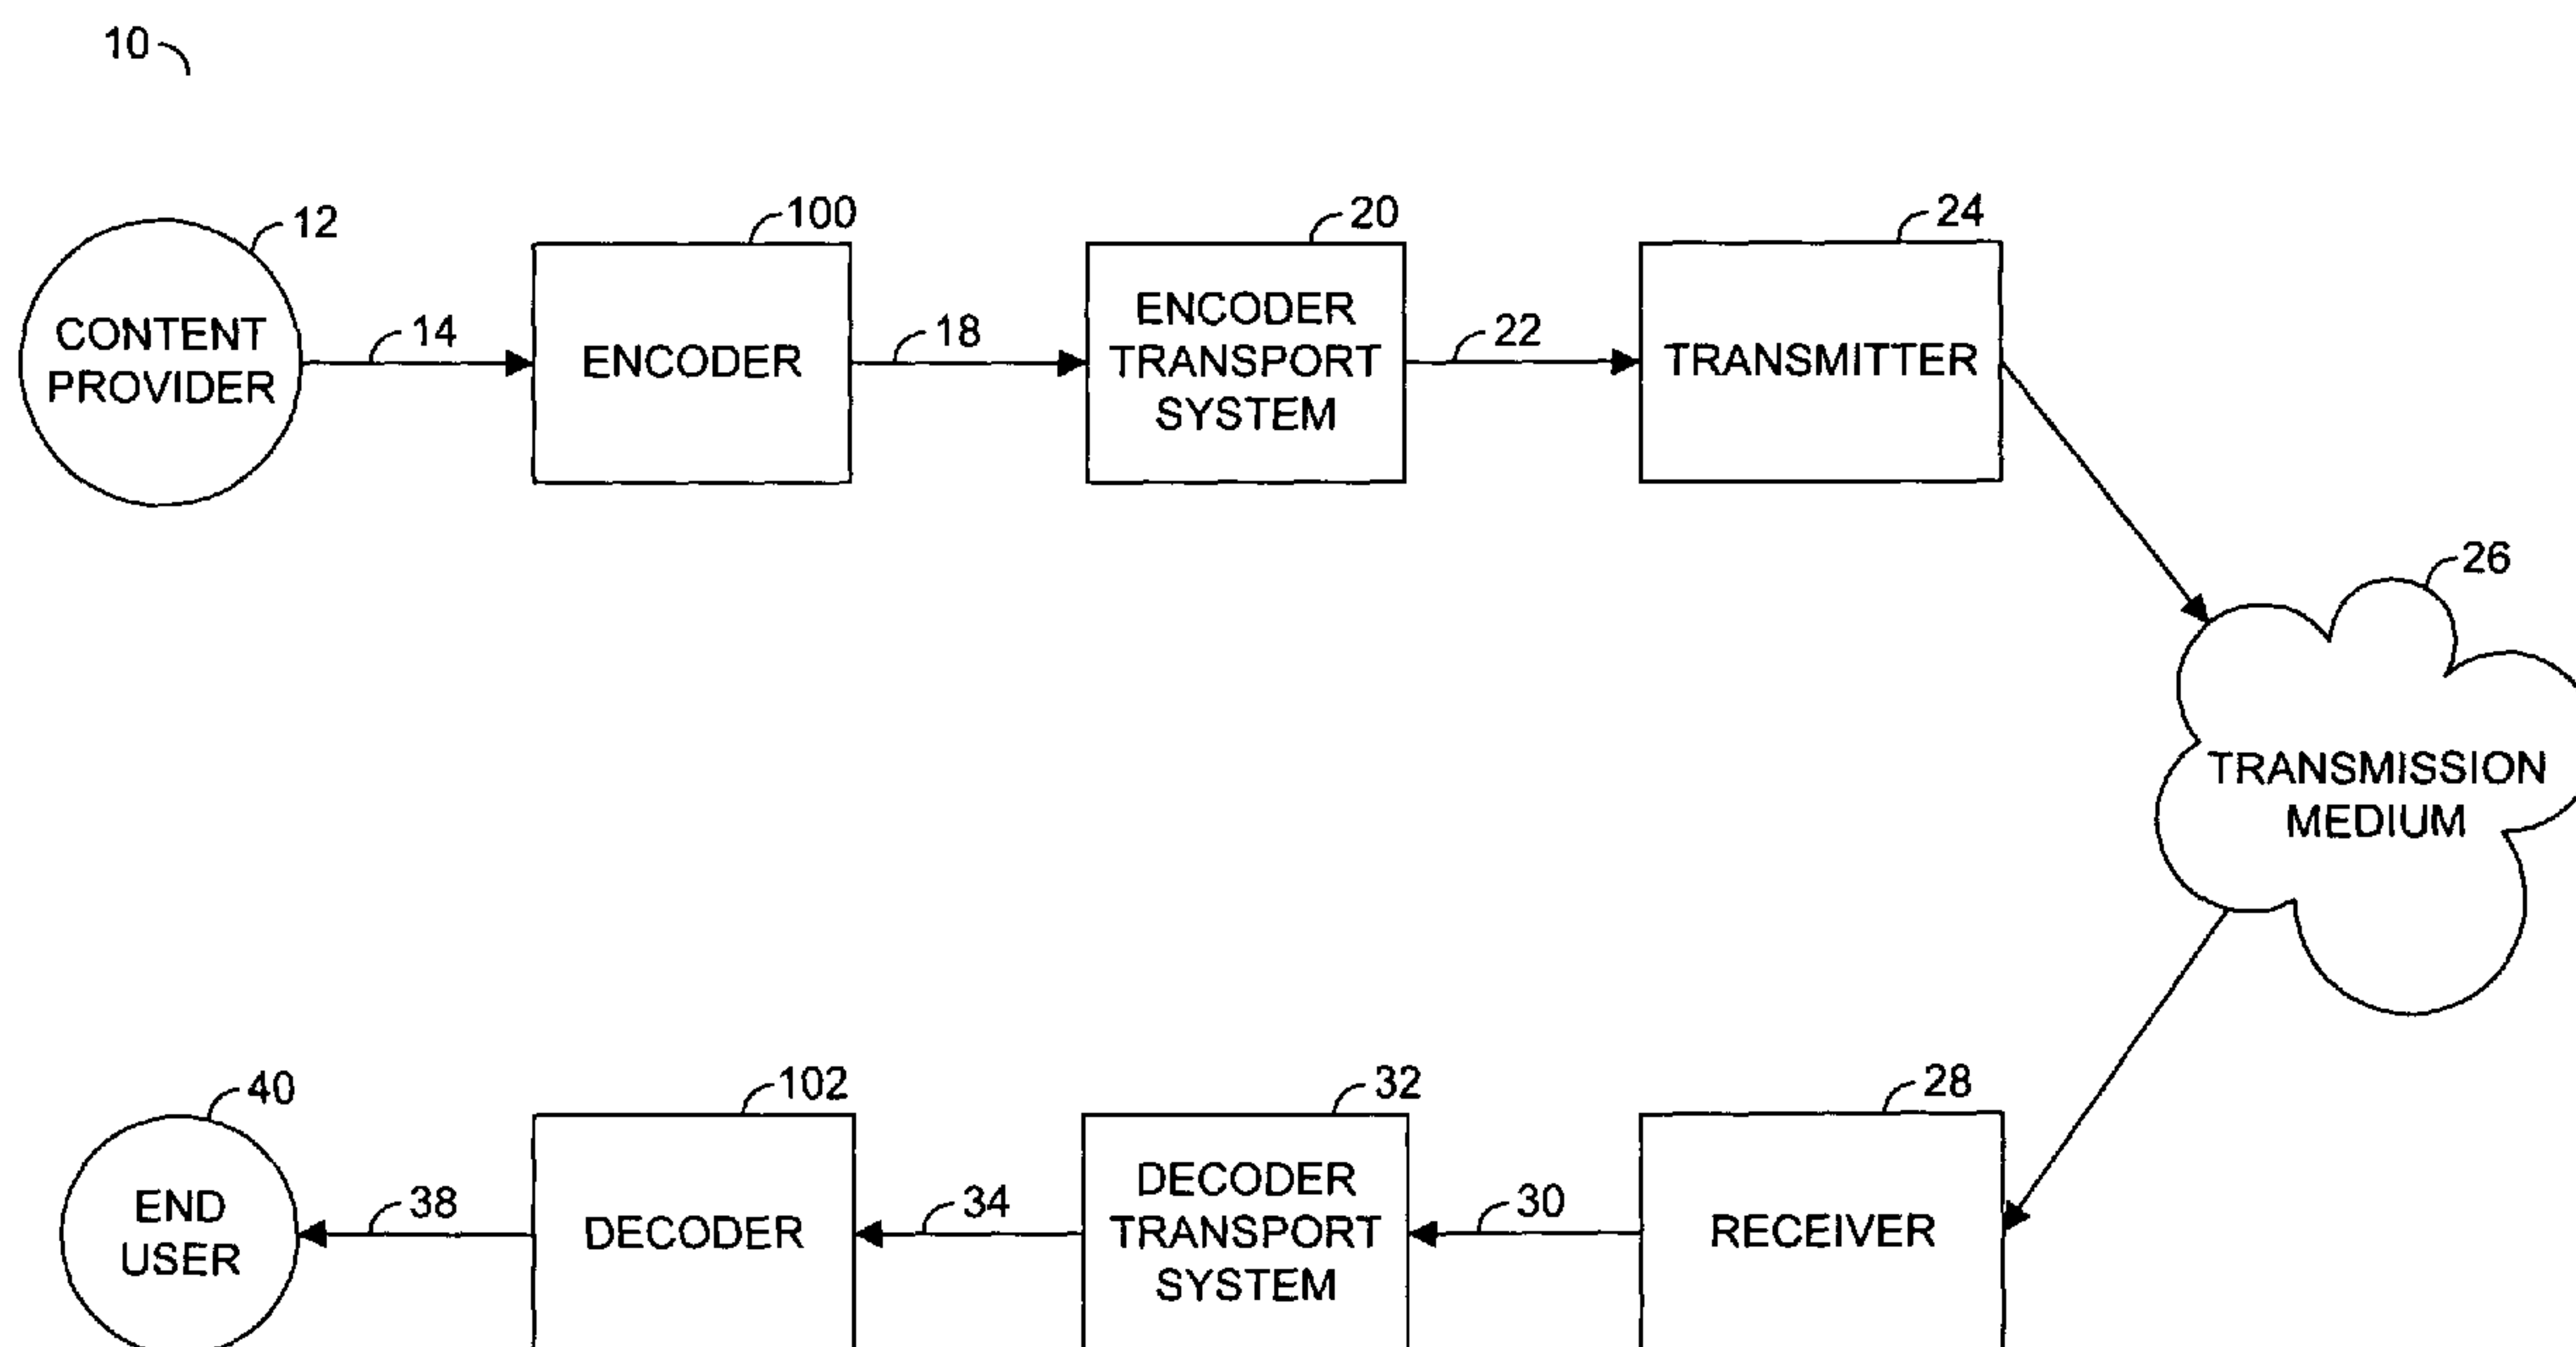 10
12
100
20
24
CONTENT
PROVIDER
14
ENCODER
18
ENCODER
TRANSPORT
SYSTEM
22
TRANSMITTER
26
TRANSMISSION
MEDIUM
40
102
32
28
END
USER
38
DECODER
34
DECODER
TRANSPORT
SYSTEM
30
RECEIVER